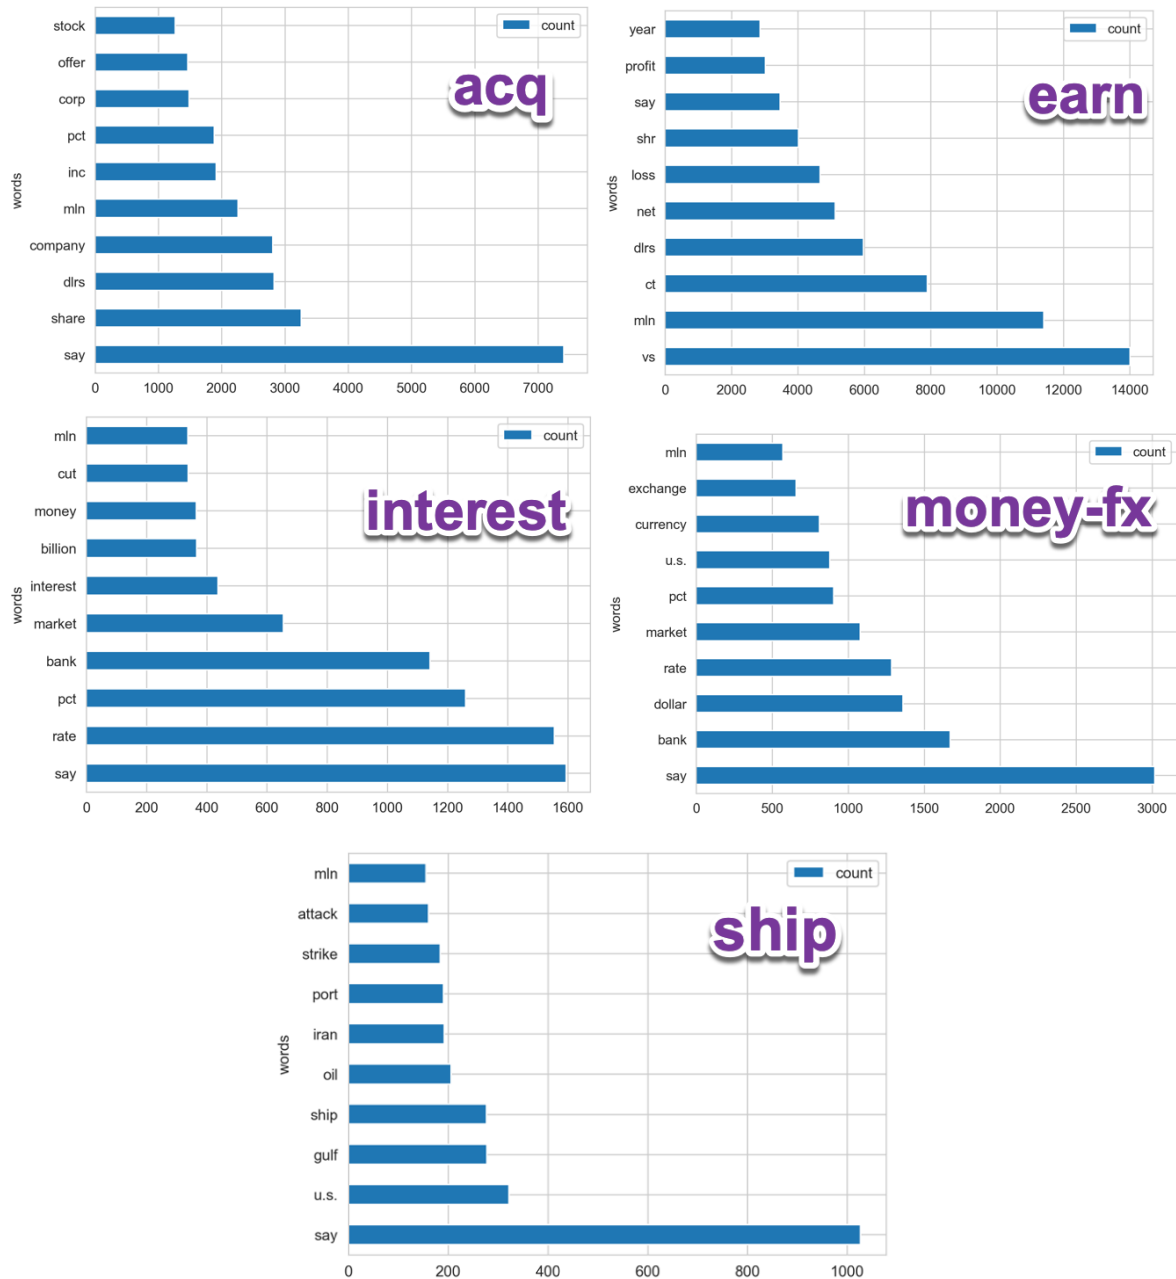 stock
offer
corp
pct
inc
mln
company
dlrs
share
say
words
count
acq
0 1000 2000 3000 4000 5000 6000 7000
year
profit
say
shr
loss
net
dlrs
ct
mln
vs
words
count
earn
0 2000 4000 6000 8000 10000 12000 14000
mln
cut
money
billion
interest
market
bank
pct
rate
say
words
count
interest
0 200 400 600 800 1000 1200 1400 1600
mln
exchange
currency
u.s.
pct
market
rate
dollar
bank
say
words
count
money-fx
0 500 1000 1500 2000 2500 3000
mln
attack
strike
port
iran
oil
ship
gulf
u.s.
say
words
count
ship
0 200 400 600 800 1000